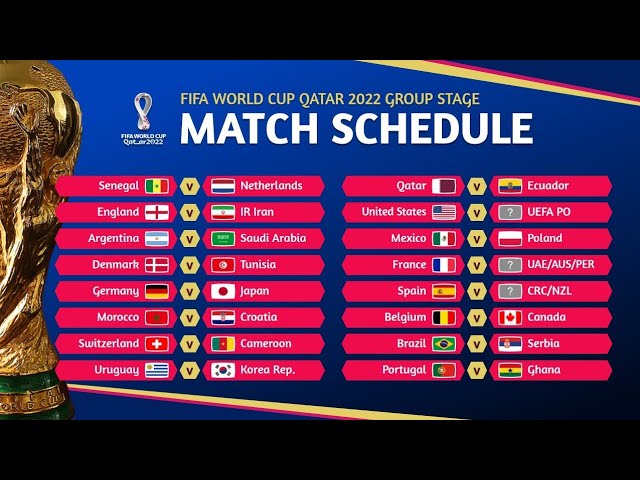 FIFA WORLD CUP QATAR 2022 GROUP STAGE
MATCH SCHEDULE
FIFA WORLD CUP
Qatar2022
Senegal V Netherlands
Qatar V Ecuador
England V IR Iran
United States V ? UEFA PO
Argentina V Saudi Arabia
Mexico V Poland
Denmark V Tunisia
France V ? UAE/AUS/PER
Germany V Japan
Spain V ? CRC/NZL
Morocco V Croatia
Belgium V Canada
Switzerland V Cameroon
Brazil V Serbia
Uruguay V Korea Rep.
Portugal V Ghana